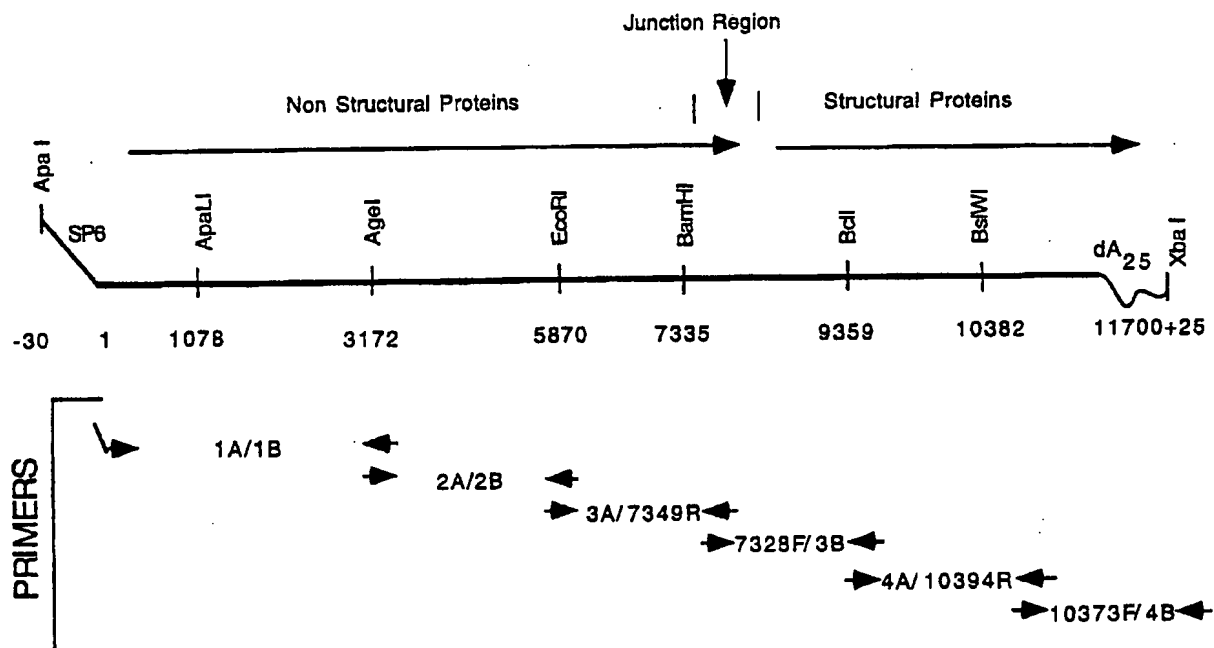 Junction Region
Non Structural Proteins
Structural Proteins
Apa I
SP6
ApaLI
AgeI
EcoRI
BamHI
BclI
BsiWI
dA25
Xba I
-30 1 1078 3172 5870 7335 9359 10382 11700+25
PRIMERS
1A/1B
2A/2B
3A/7349R
7328F/3B
4A/10394R
10373F/4B